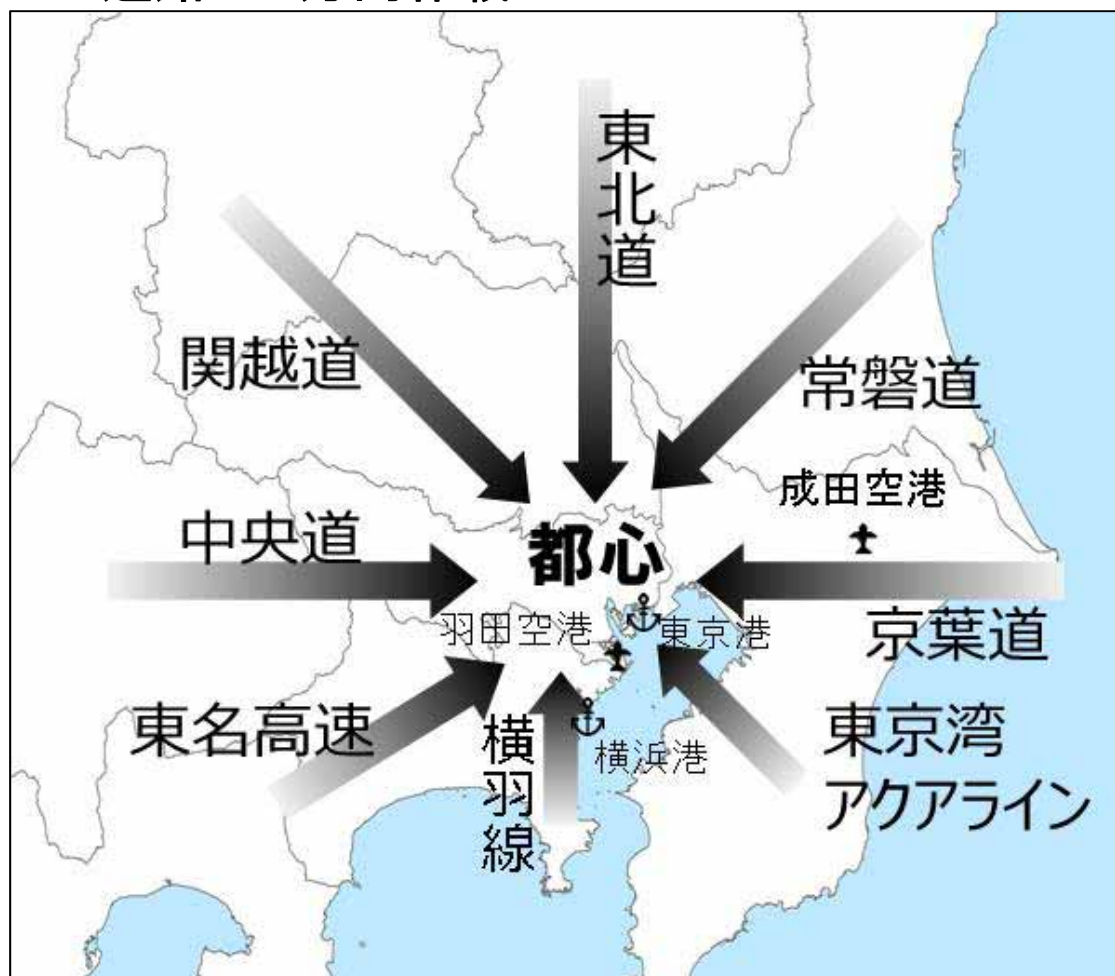 東北道
関越道
常磐道
成田空港
中央道
都心
羽田空港
東京港
京葉道
東名高速
横羽線
横浜港
東京湾
アクアライン